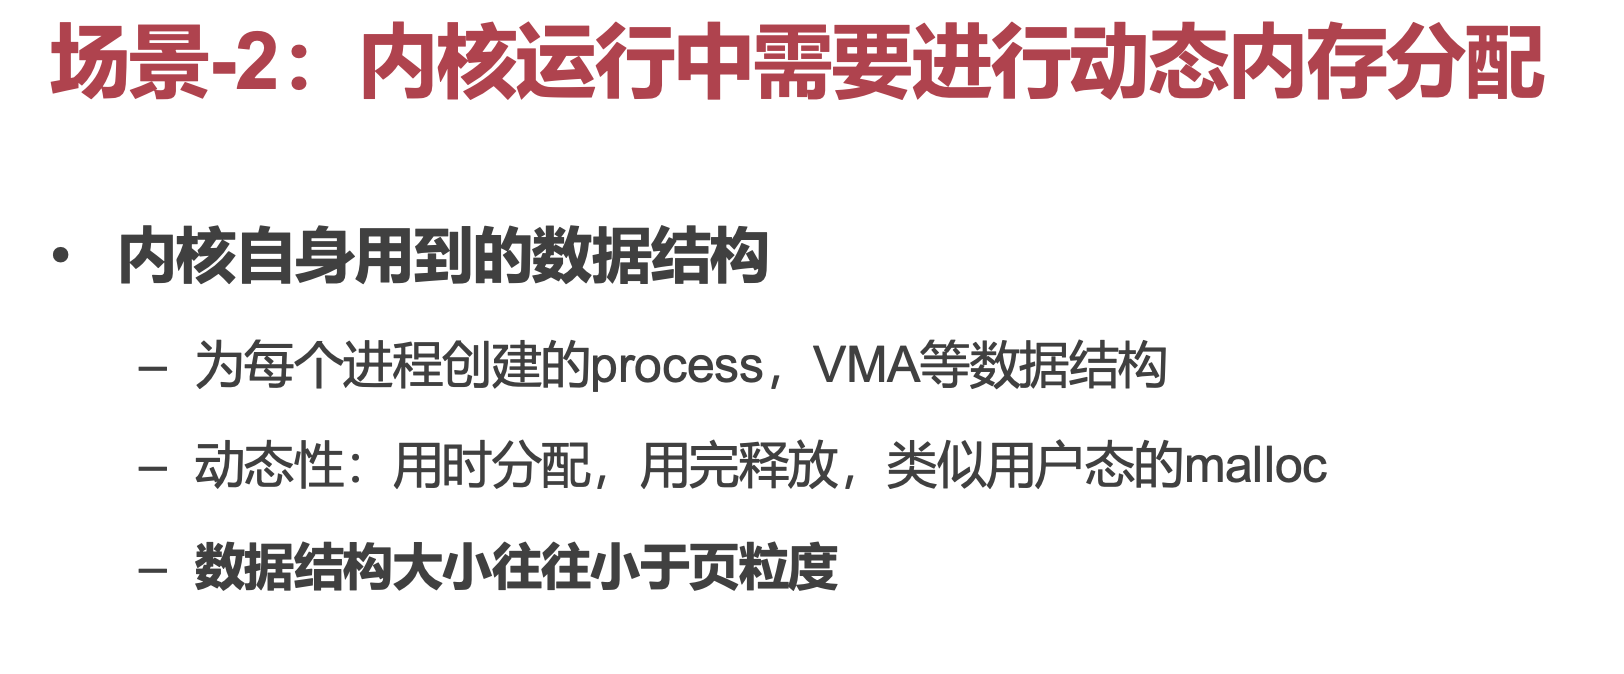 场景-2：内核运行中需要进行动态内存分配
• 内核自身用到的数据结构
– 为每个进程创建的process，VMA等数据结构
– 动态性：用时分配，用完释放，类似用户态的malloc
– 数据结构大小往往小于页粒度